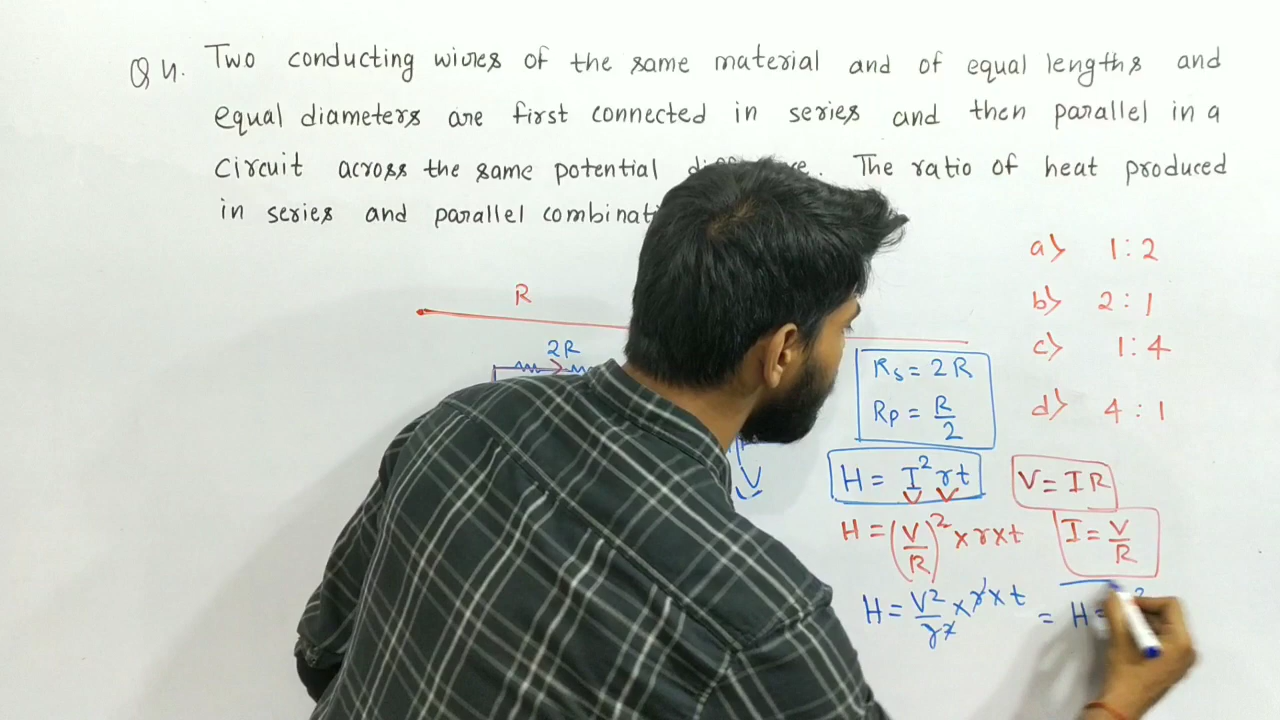 Q4. Two conducting wires of the same material and of equal lengths and
equal diameters are first connected in series and then parallel in a
circuit across the same potential The ratio of heat produced
in series and parallel
a> 1:2
b> 2:1
c> 1:4
d> 4:1
R
2R
Rs = 2R
Rp = R/2
V
H = I²rt
V = IR
H = (V/R)² x r x t
I = V/R
H = V²/r² x r x t = H =